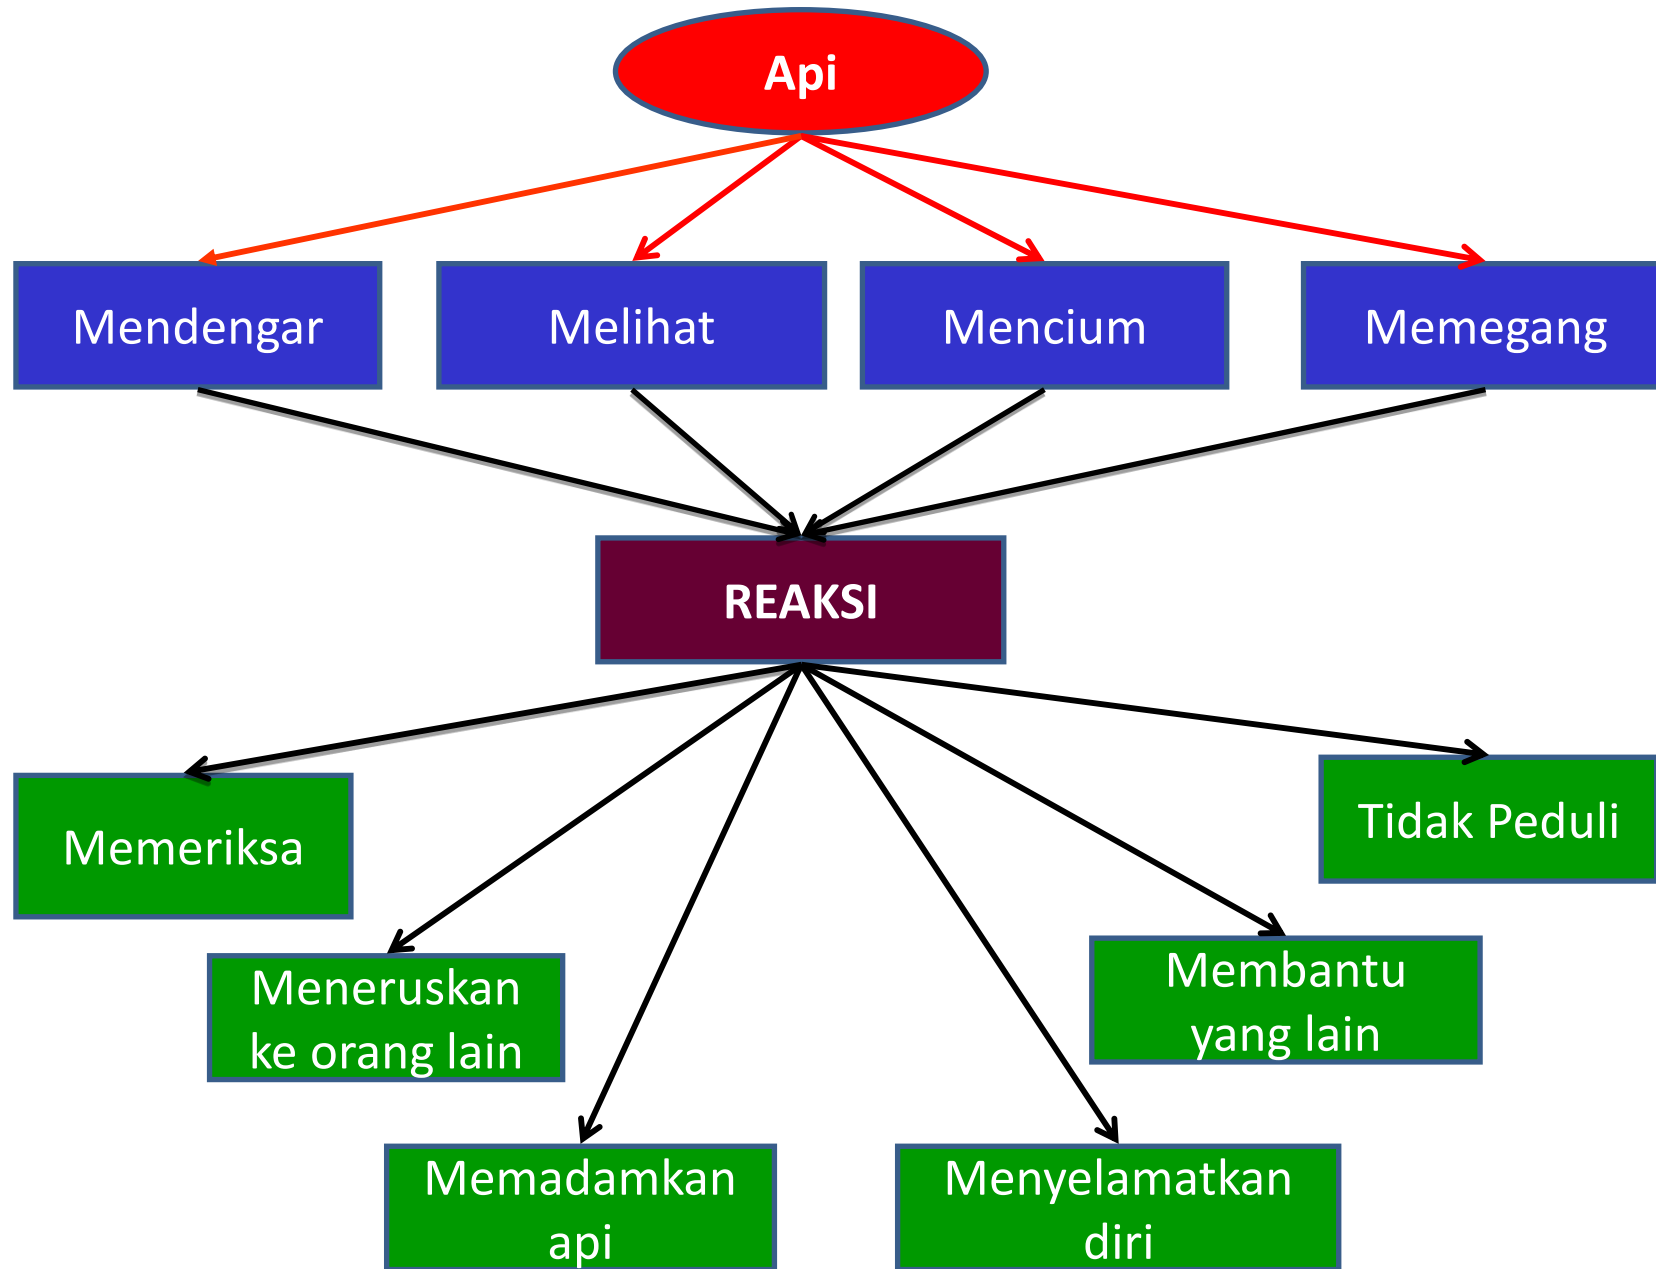 Api
Mendengar
Melihat
Mencium
Memegang
REAKSI
Memeriksa
Tidak Peduli
Meneruskan
ke orang lain
Membantu
yang lain
Memadamkan
api
Menyelamatkan
diri